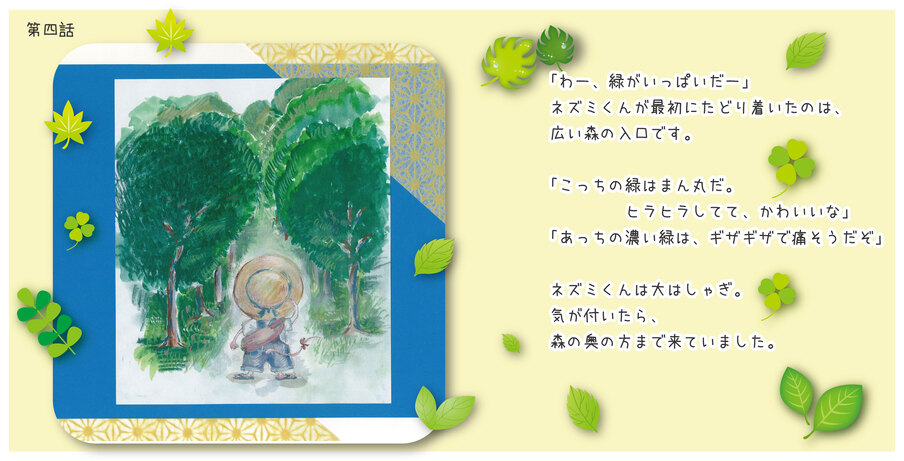 第四話
「わー、緑がいっぱいだー」
ネズミくんが最初にたどり着いたのは、
広い森の入口です。
「こっちの緑はまん丸だ。
ヒラヒラしてて、かわいいな」
「あっちの濃い緑は、ギザギザで痛そうだぞ」
ネズミくんは大はしゃぎ。
気が付いたら、
森の奥の方まで来ていました。